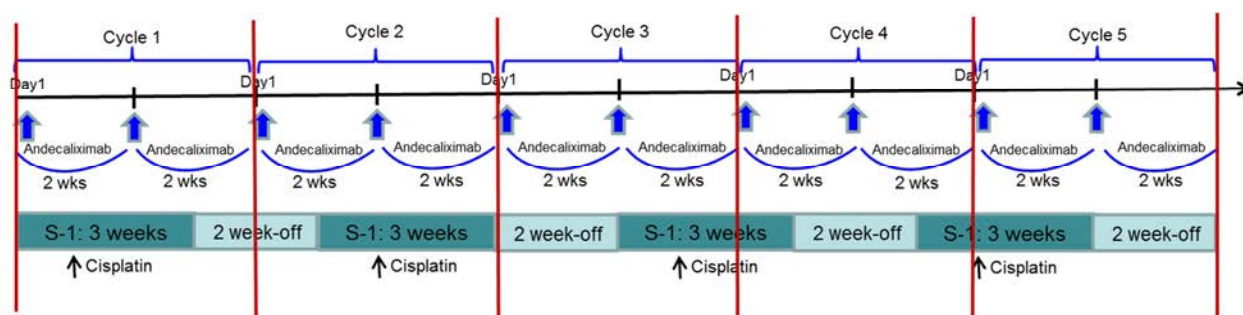 Cycle 1 Cycle 2 Cycle 3 Cycle 4 Cycle 5
Day1 Day1 Day1 Day1 Day1
Andecaliximab Andecaliximab Andecaliximab Andecaliximab Andecaliximab Andecaliximab Andecaliximab Andecaliximab Andecaliximab Andecaliximab
2 wks 2 wks 2 wks 2 wks 2 wks 2 wks 2 wks 2 wks 2 wks 2 wks
S-1: 3 weeks 2 week-off S-1: 3 weeks 2 week-off S-1: 3 weeks 2 week-off S-1: 3 weeks 2 week-off
Cisplatin Cisplatin Cisplatin Cisplatin